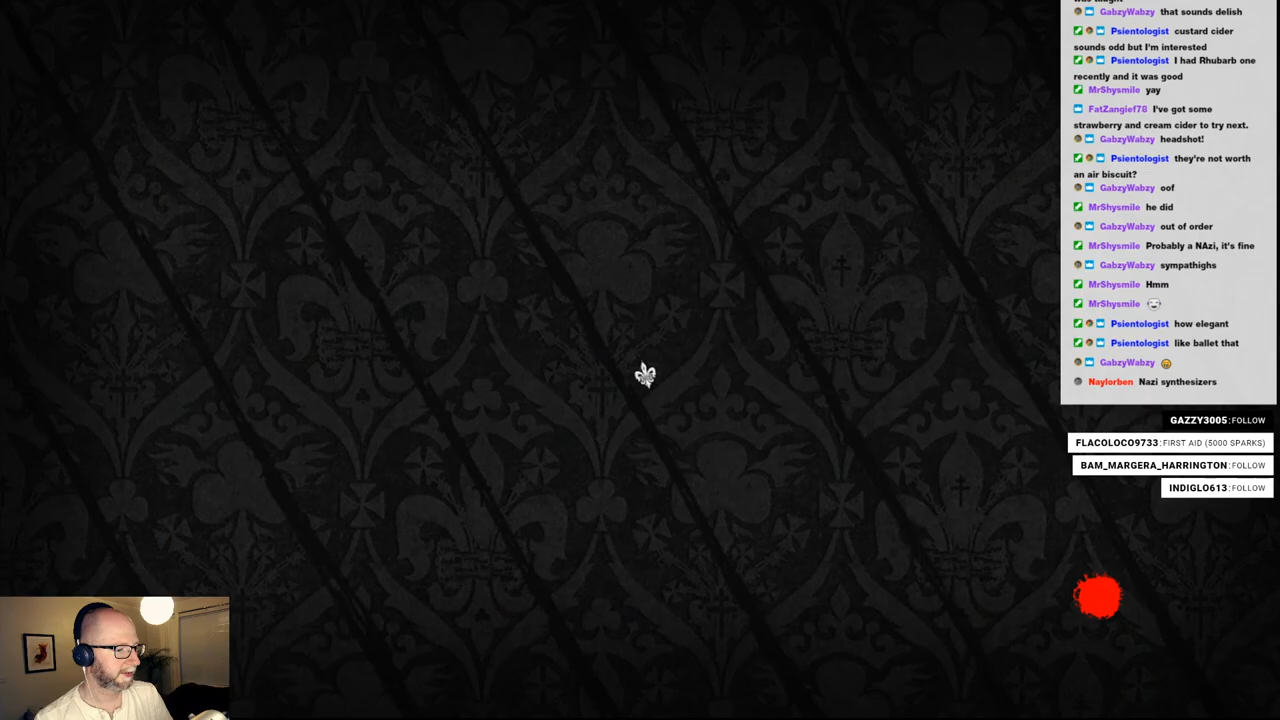 GabzyWabzy that sounds delish
Psientologist custard cider
sounds odd but I'm interested
Psientologist I had Rhubarb one
recently and it was good
MrShysmile yay
FatZangief78 I've got some
strawberry and cream cider to try next.
GabzyWabzy headshot!
Psientologist they're not worth
an air biscuit?
GabzyWabzy oof
MrShysmile he did
GabzyWabzy out of order
MrShysmile Probably a NAzi, it's fine
GabzyWabzy sympathighs
MrShysmile Hmm
MrShysmile
Psientologist how elegant
Psientologist like ballet that
GabzyWabzy
Naylorben Nazi synthesizers
GAZZY3005:FOLLOW
FLACOLOCO9733:FIRST AID (5000 SPARKS)
BAM_MARGERA_HARRINGTON:FOLLOW
INDIGLO613:FOLLOW